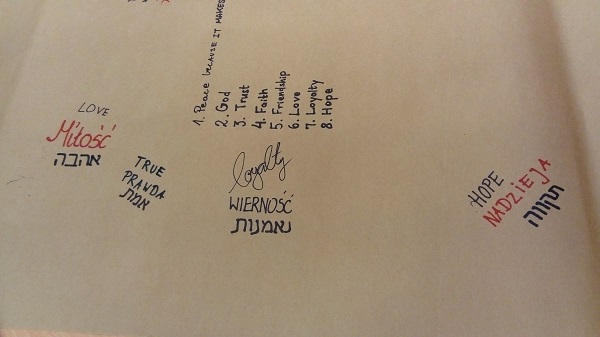 1. Peace because IT MAKES
2. God
3. Trust
4. Faith
5. Friendship
6. Love
7. Loyalty
8. Hope
LOVE
Miłość
אהבה
TRUE
PRAWDA
אמת
loyalty
WIERNOŚĆ
נאמנות
HOPE
NADZIEJA
תקווה